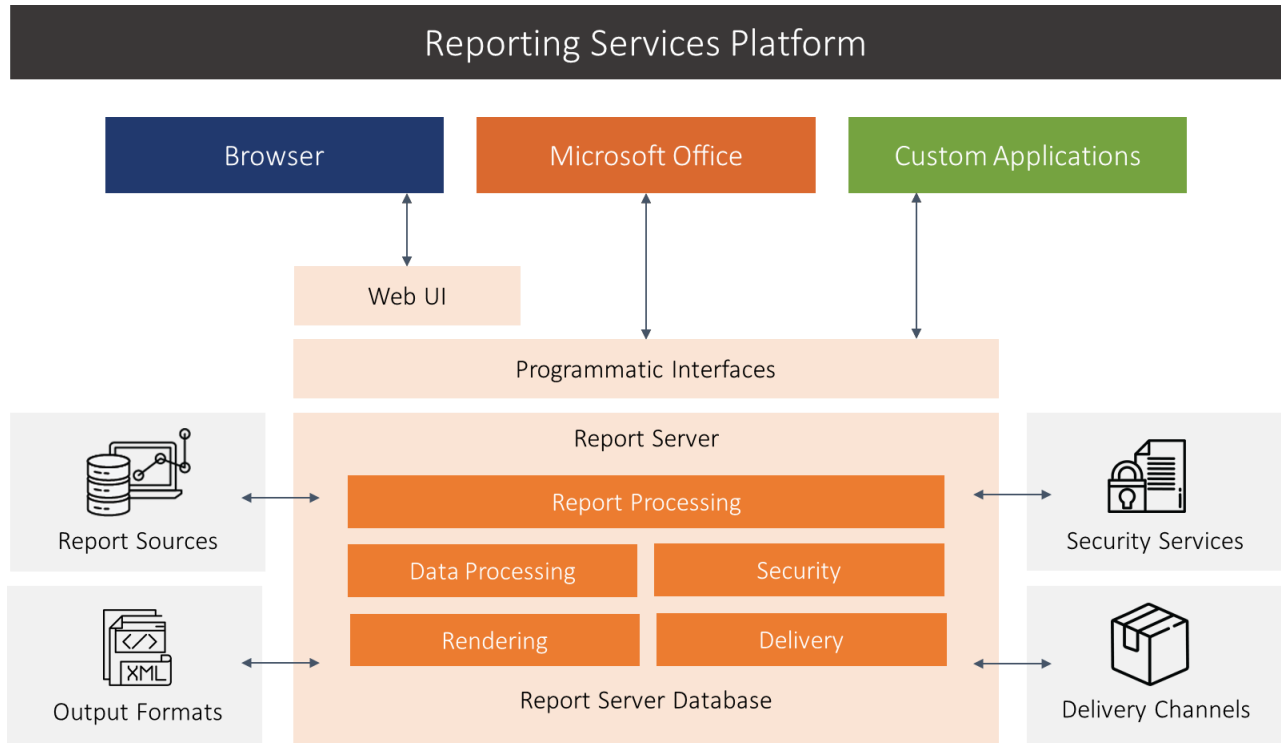 Reporting Services Platform
Browser
Microsoft Office
Custom Applications
Web UI
Programmatic Interfaces
Report Server
Report Processing
Data Processing
Security
Rendering
Delivery
Report Server Database
Report Sources
Output Formats
</>
XML
Security Services
Delivery Channels